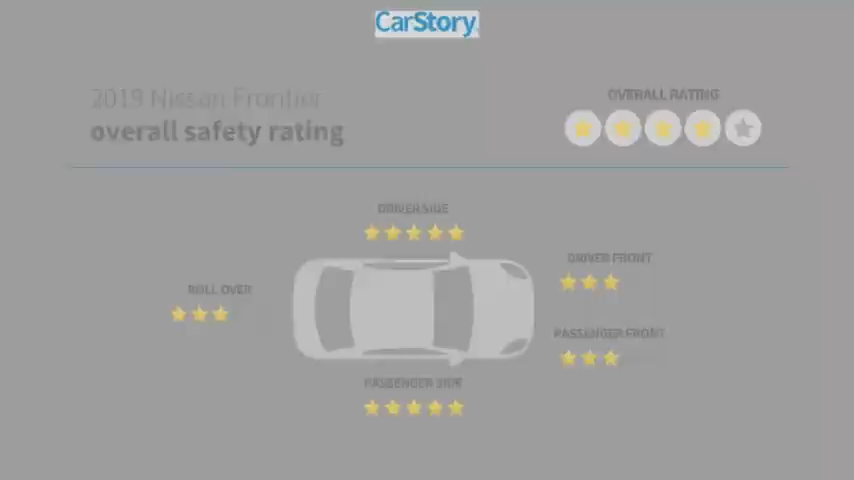 CarStory
2019 Nissan Frontier
overall safety rating
OVERALL RATING
DRIVER SIDE
DRIVER FRONT
ROLL OVER
PASSENGER FRONT
PASSENGER SIDE